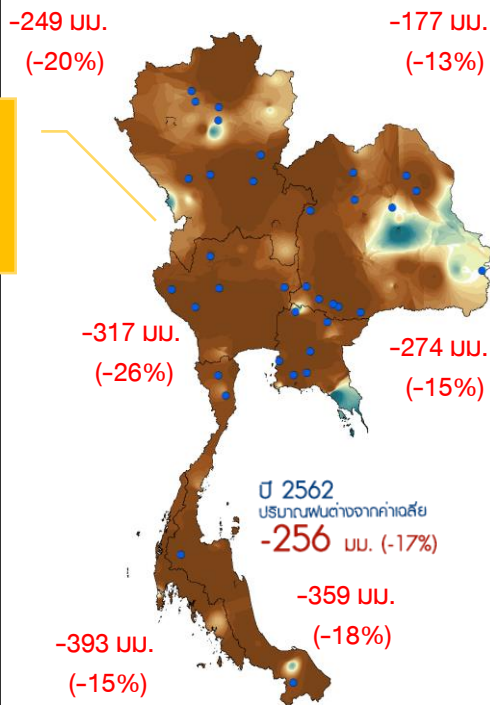 -249 มม.
(-20%)
-177 มม.
(-13%)
-317 มม.
(-26%)
-274 มม.
(-15%)
ปี 2562
ปริมาณฝนต่างจากค่าเฉลี่ย
-256 มม. (-17%)
-359 มม.
(-18%)
-393 มม.
(-15%)